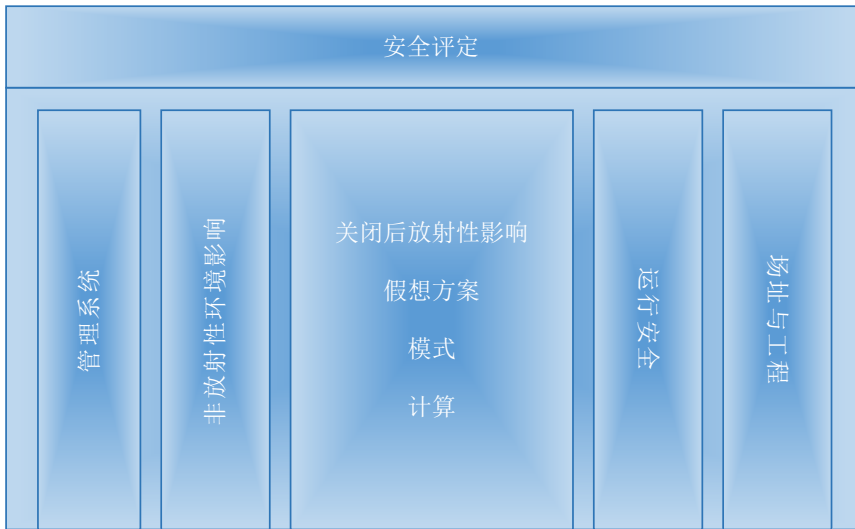 安全评定
管理系统
非放射性环境影响
关闭后放射性影响
假想方案
模式
计算
运行安全
场址与工程